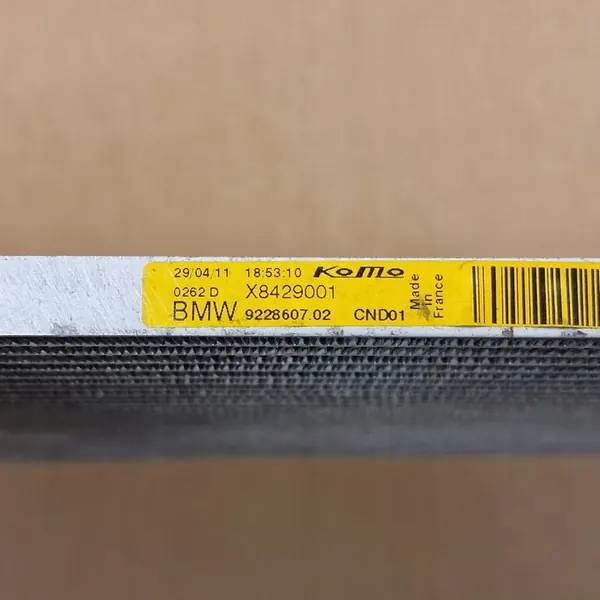 29/04/11 18:53:10 KoMo
0262 D X8429001
BMW 9228607.02 CND01
Made
in
France